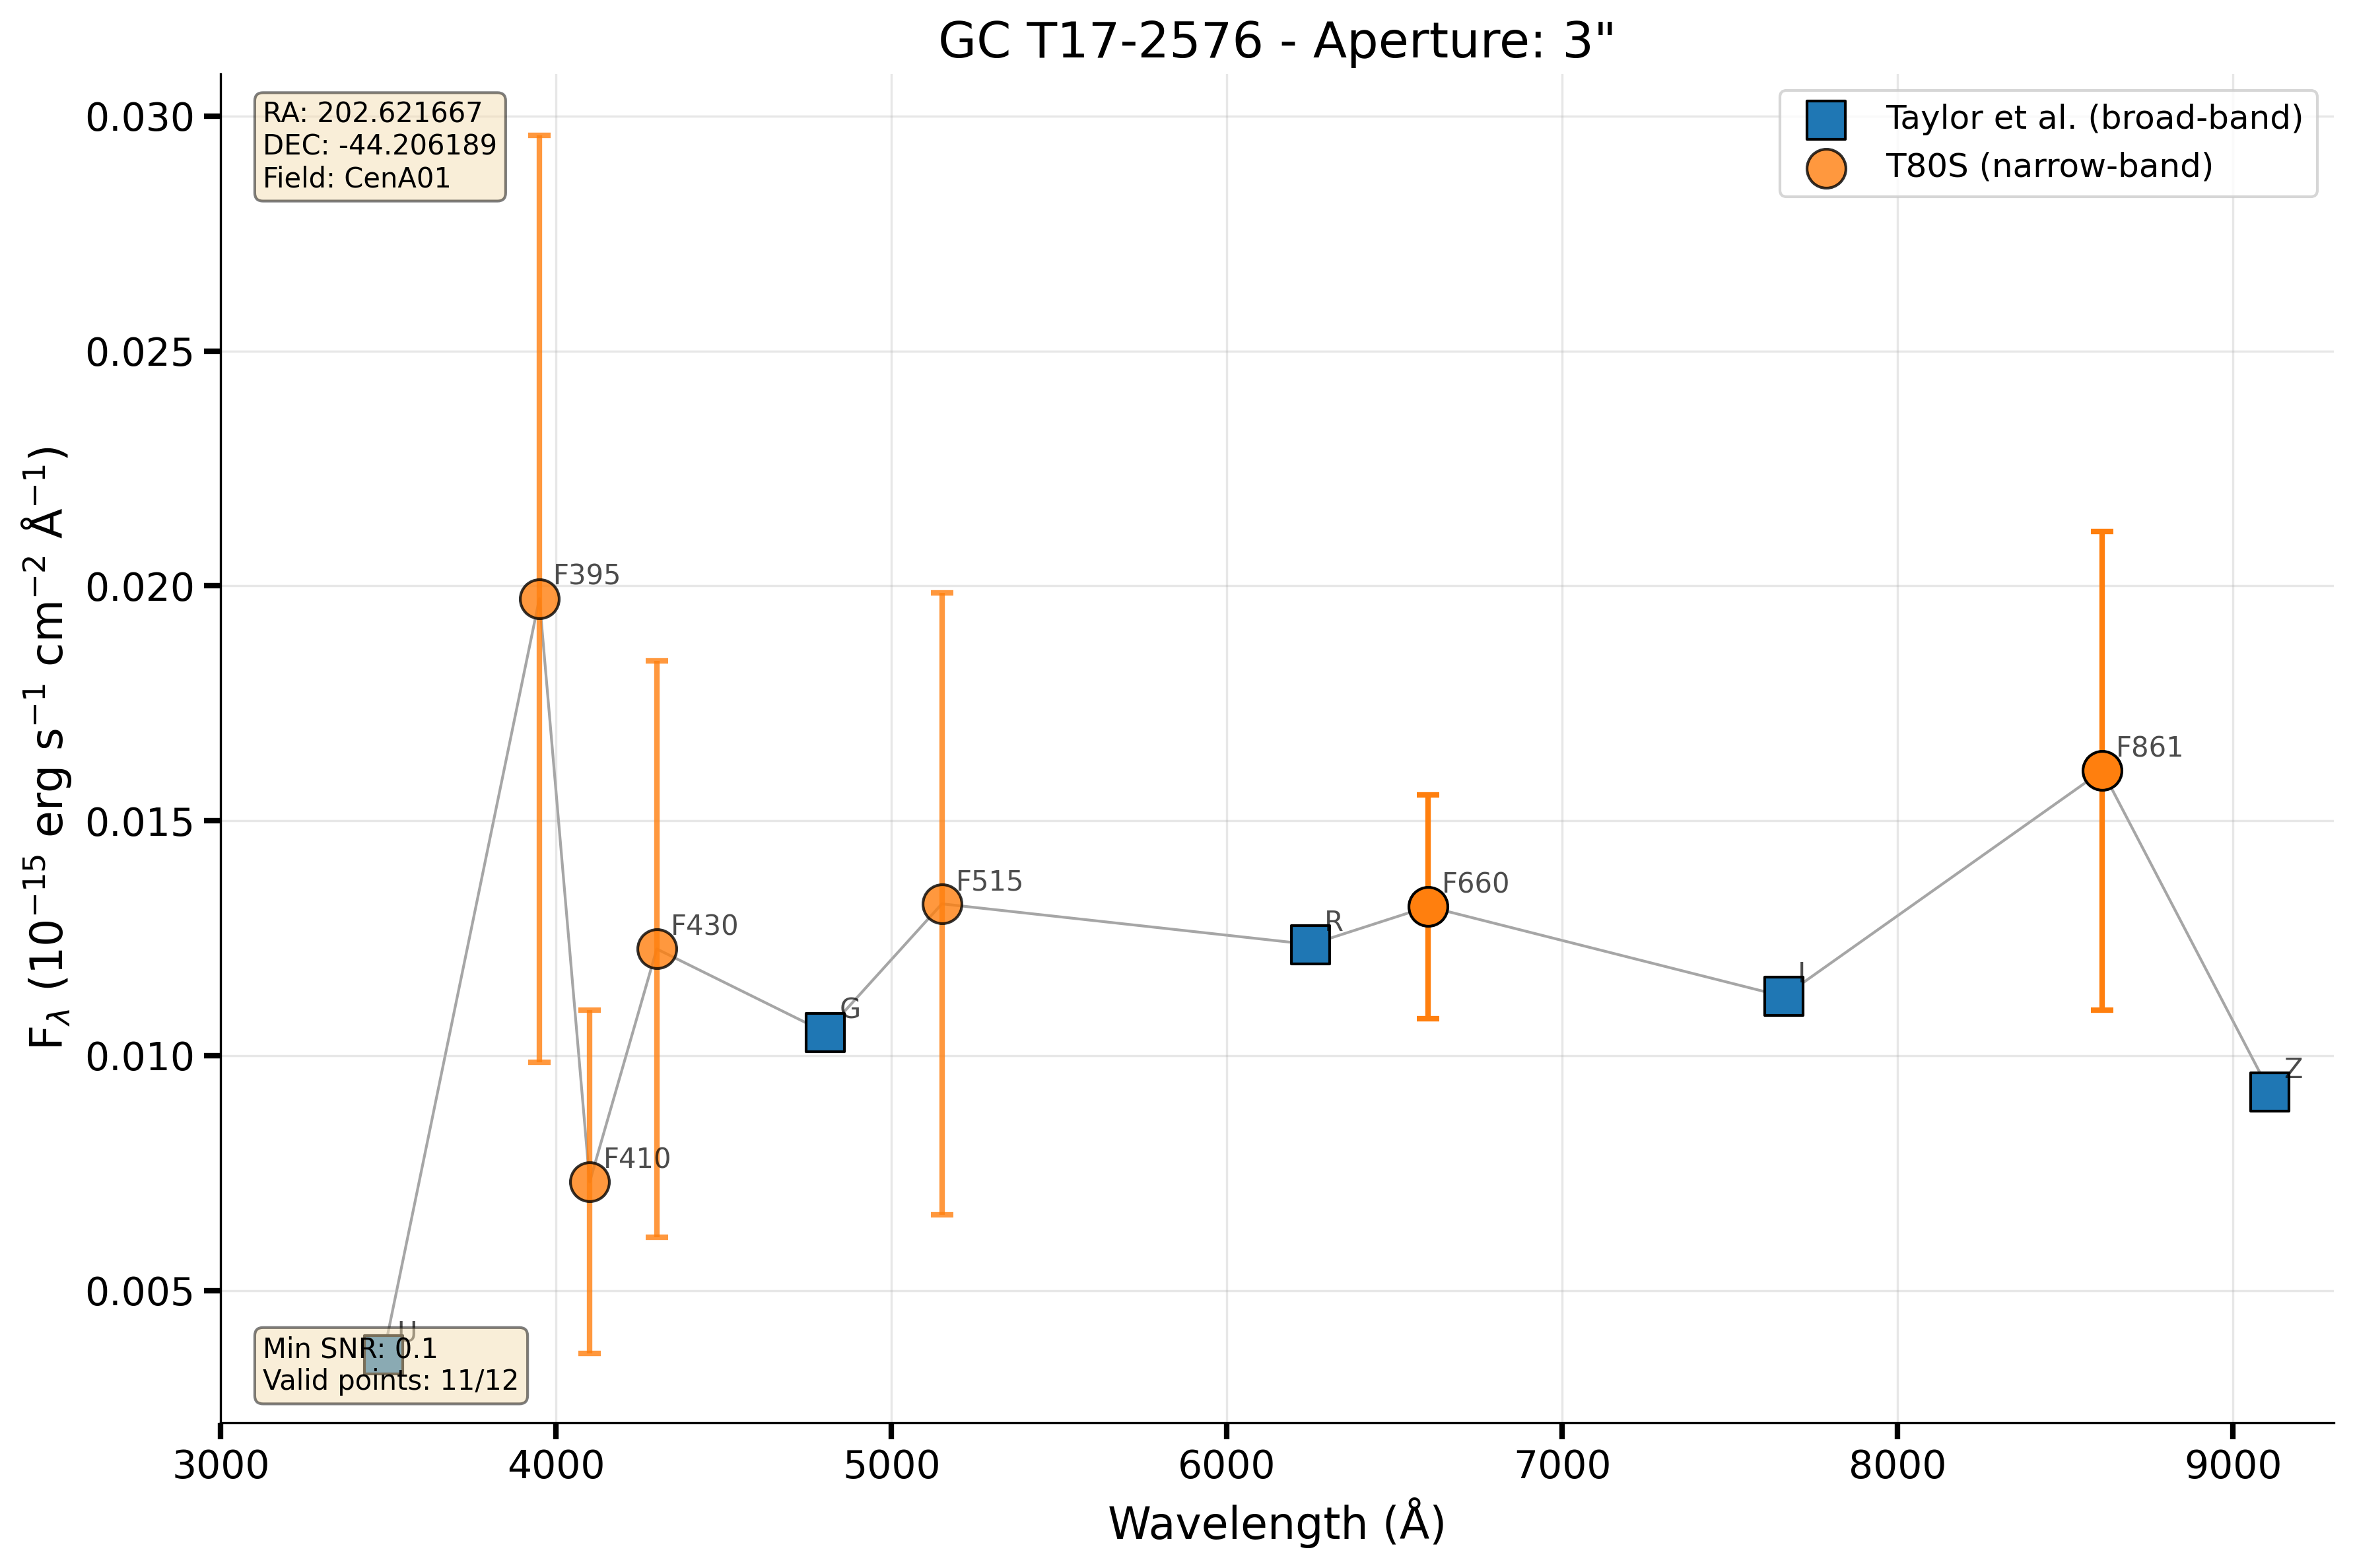 GC T17-2576 - Aperture: 3"
RA: 202.621667
DEC: -44.206189
Field: CenA01
Taylor et al. (broad-band)
T80S (narrow-band)
0.030
0.025
0.020
0.015
0.010
0.005
F_λ (10⁻¹⁵ erg s⁻¹ cm⁻² Å⁻¹)
U
F395
F410
F430
G
F515
R
F660
I
F861
Z
Min SNR: 0.1
Valid points: 11/12
3000 4000 5000 6000 7000 8000 9000
Wavelength (Å)